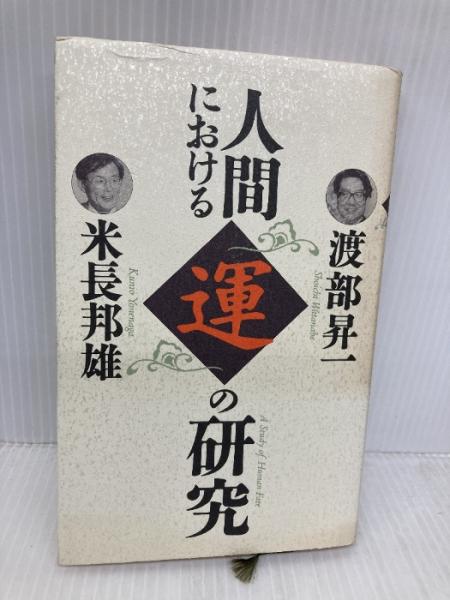 人間
における
運
の研究
A Study of Human Fate
渡部昇一
Shoichi Watanabe
米長邦雄
Kunio Yonenaga